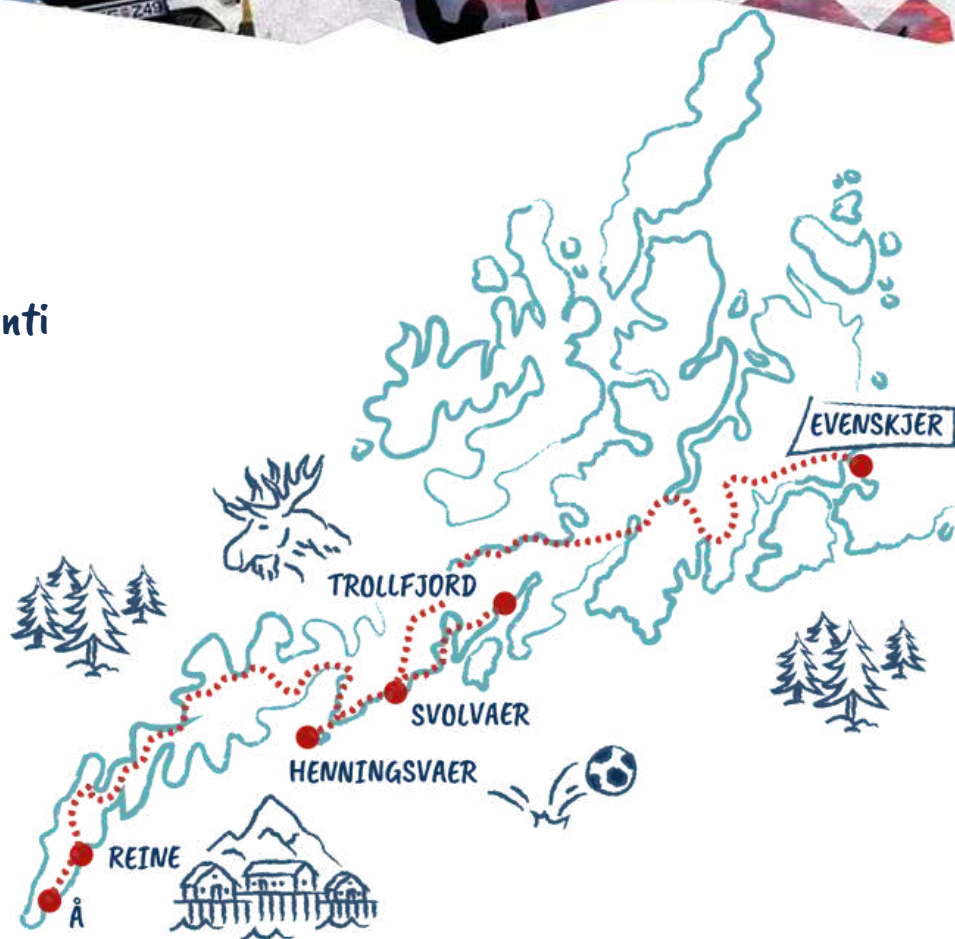 nti
EVENSKJER
TROLLFJORD
SVOLVAER
HENNINGSVAER
REINE
Å